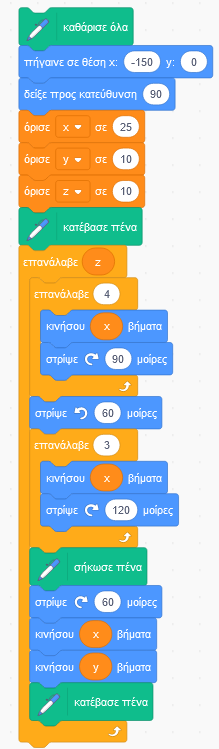 καθάρισε όλα
πήγαινε σε θέση x: -150 y: 0
δείξε προς κατεύθυνση 90
όρισε x σε 25
όρισε y σε 10
όρισε z σε 10
κατέβασε πένα
επανάλαβε z
επανάλαβε 4
κινήσου x βήματα
στρίψε 90 μοίρες
στρίψε 60 μοίρες
επανάλαβε 3
κινήσου x βήματα
στρίψε 120 μοίρες
σήκωσε πένα
στρίψε 60 μοίρες
κινήσου x βήματα
κινήσου y βήματα
κατέβασε πένα